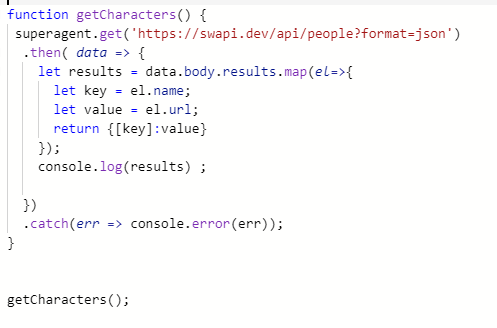 function getCharacters() {
 superagent.get('https://swapi.dev/api/people?format=json')
  .then( data => {
    let results = data.body.results.map(el=>{
      let key = el.name;
      let value = el.url;
      return {[key]:value}
    });
    console.log(results) ;
  })
  .catch(err => console.error(err));
}
getCharacters();